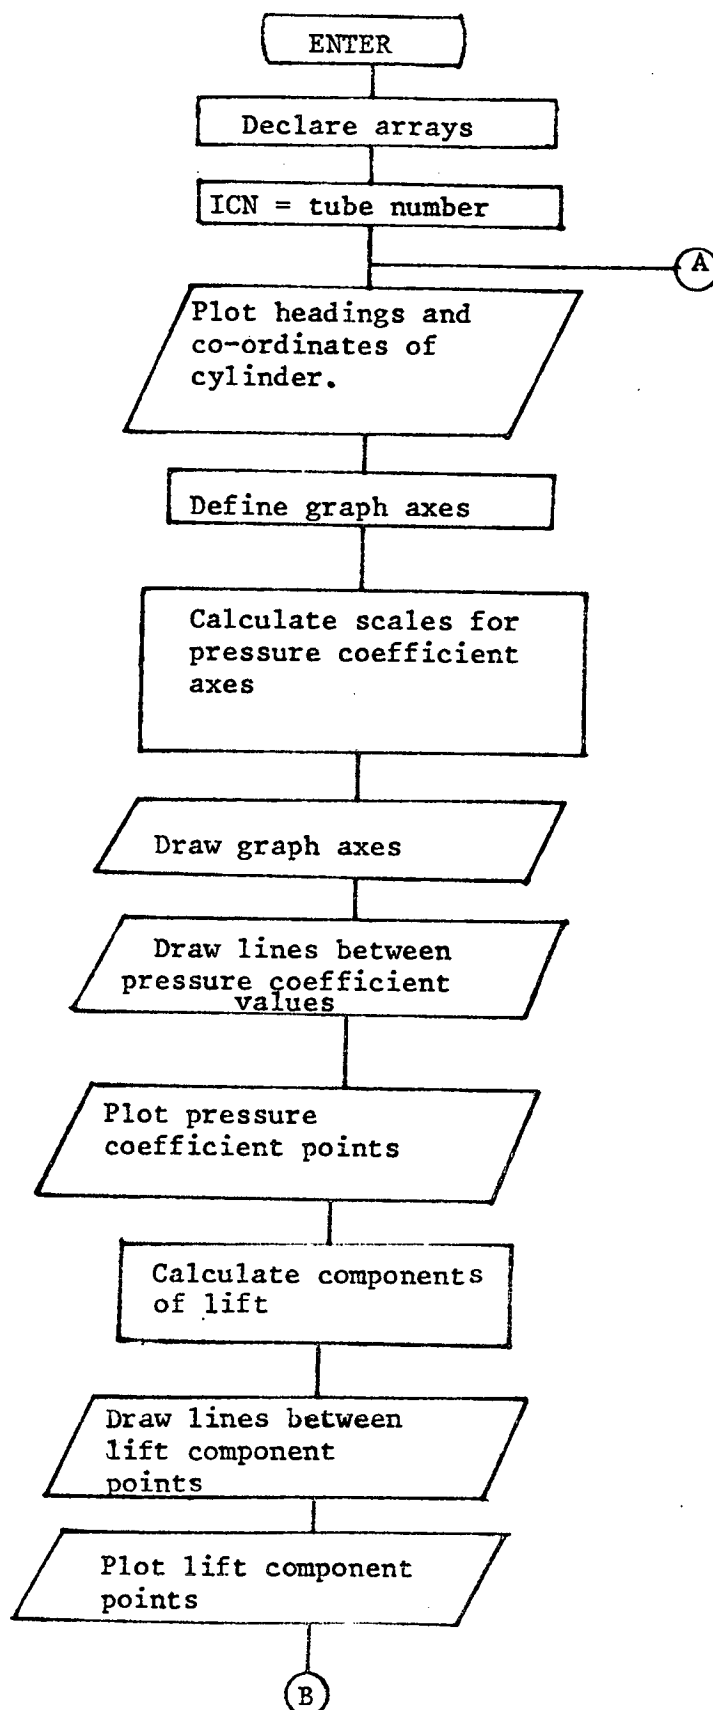 ENTER
Declare arrays
ICN = tube number
A
Plot headings and
co-ordinates of
cylinder.
Define graph axes
Calculate scales for
pressure coefficient
axes
Draw graph axes
Draw lines between
pressure coefficient
values
Plot pressure
coefficient points
Calculate components
of lift
Draw lines between
lift component
points
Plot lift component
points
B